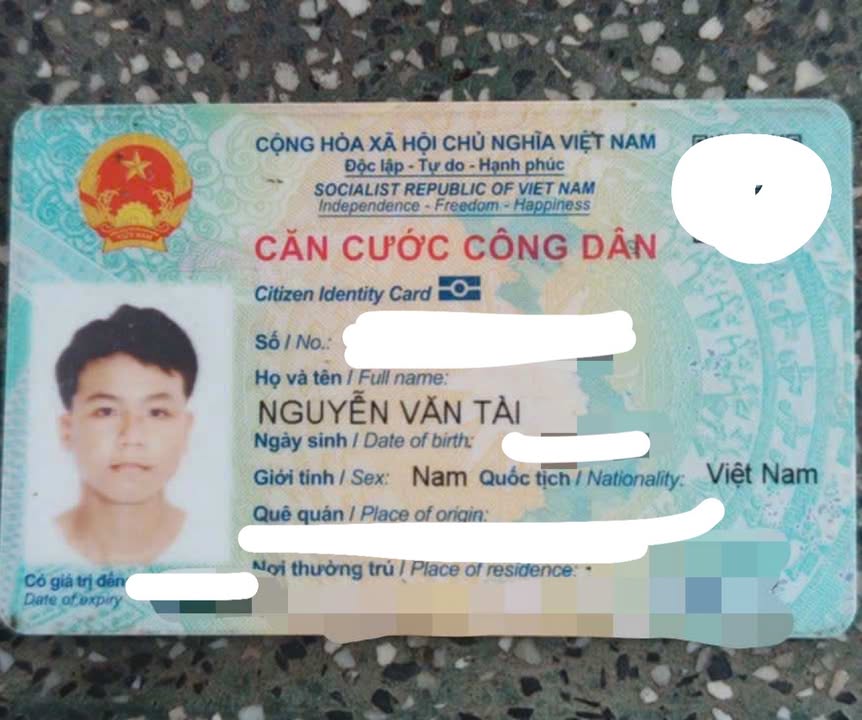 CỘNG HÒA XÃ HỘI CHỦ NGHĨA VIỆT NAM
Độc lập - Tự do - Hạnh phúc
SOCIALIST REPUBLIC OF VIET NAM
Independence - Freedom - Happiness
CĂN CƯỚC CÔNG DÂN
Citizen Identity Card
Số / No.:
Họ và tên / Full name:
NGUYỄN VĂN TÀI
Ngày sinh / Date of birth:
Giới tính / Sex: Nam Quốc tịch / Nationality: Việt Nam
Quê quán / Place of origin:
Nơi thường trú / Place of residence:
Có giá trị đến
Date of expiry